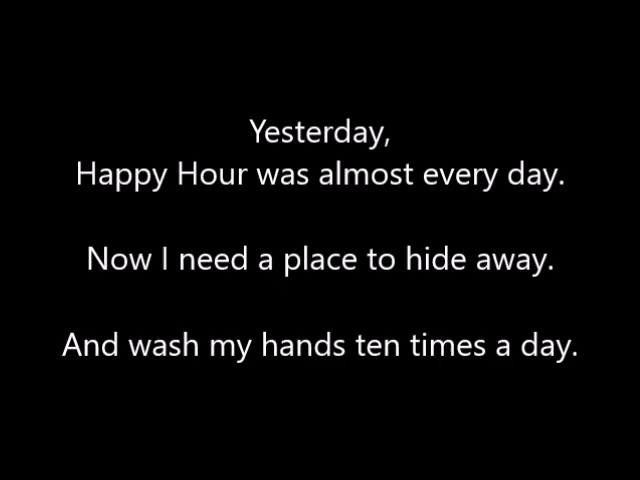 Yesterday,
Happy Hour was almost every day.
Now I need a place to hide away.
And wash my hands ten times a day.